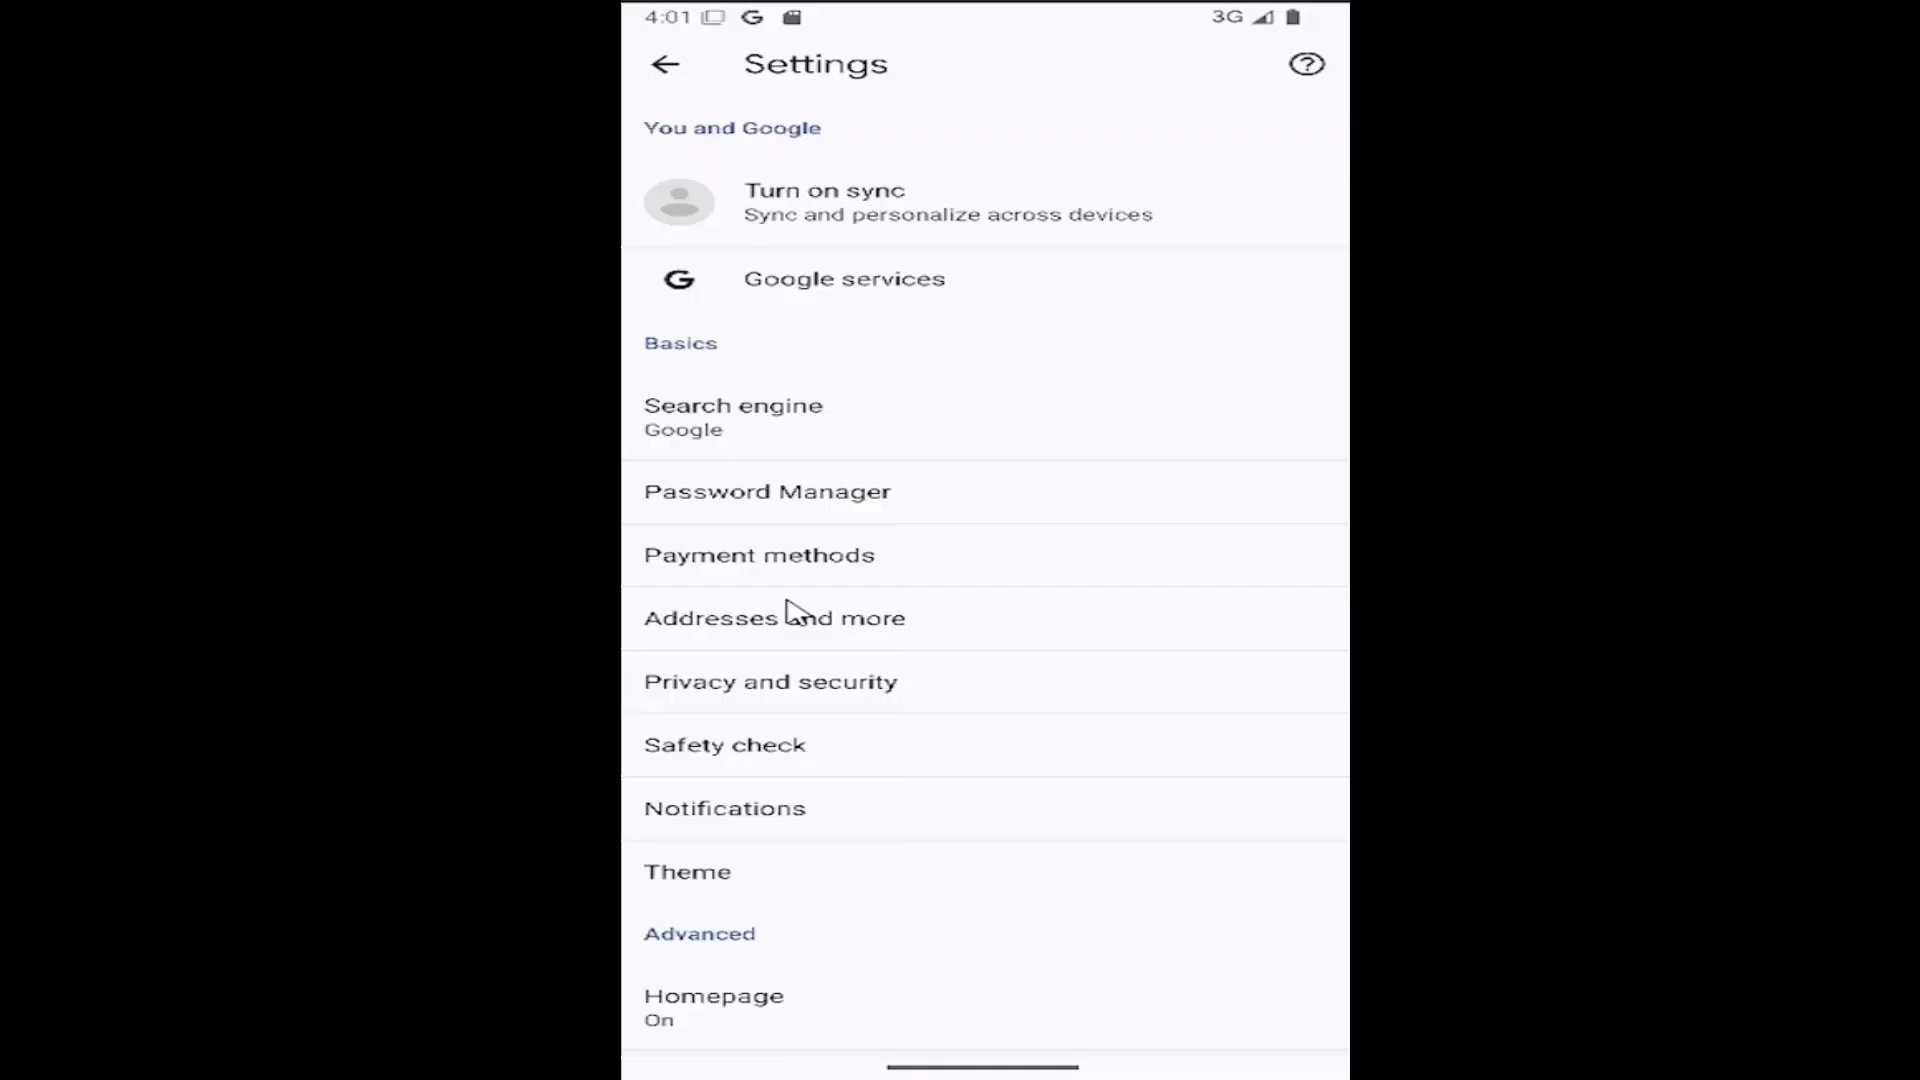 4:01
3G
Settings
You and Google
Turn on sync
Sync and personalize across devices
Google services
Basics
Search engine
Google
Password Manager
Payment methods
Addresses and more
Privacy and security
Safety check
Notifications
Theme
Advanced
Homepage
On